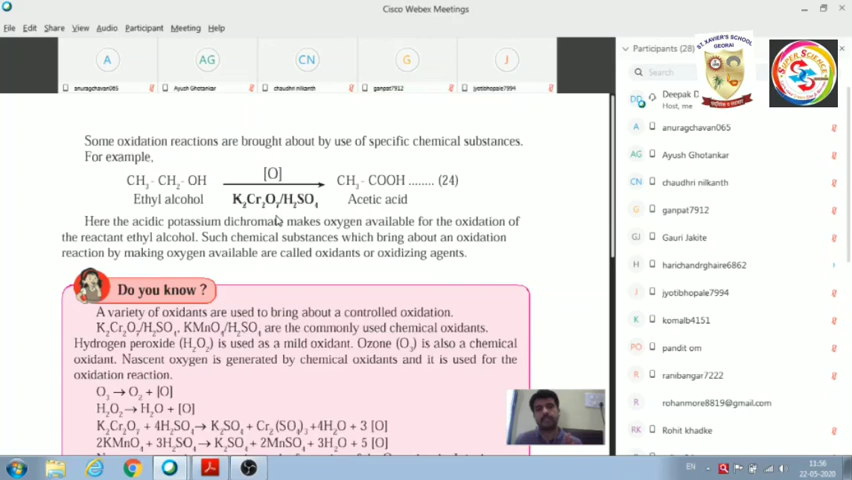 Cisco Webex Meetings
File Edit Share View Audio Participant Meeting Help
A AG CN G J
anuragchavan065 Ayush Ghotankar chaudhri nilkanth ganpat7912 jyotibhopale7994
Participants (28)
ST. XAVIER'S SCHOOL
GEORAI
SUPER SCIENCE
Search
DD Deepak D
Host, me
A anuragchavan065
AG Ayush Ghotankar
CN chaudhri nilkanth
G ganpat7912
GJ Gauri Jakite
H harichandrghaire6862
J jyotibhopale7994
K komalb4151
PO pandit om
R ranibangar7222
R rohanmore8819@gmail.com
RK Rohit khadke
Some oxidation reactions are brought about by use of specific chemical substances.
For example,
[O]
CH₃ - CH₂ - OH CH₃ - COOH ........ (24)
Ethyl alcohol K₂Cr₂O₇/H₂SO₄ Acetic acid
Here the acidic potassium dichromate makes oxygen available for the oxidation of
the reactant ethyl alcohol. Such chemical substances which bring about an oxidation
reaction by making oxygen available are called oxidants or oxidizing agents.
Do you know ?
A variety of oxidants are used to bring about a controlled oxidation.
K₂Cr₂O₇/H₂SO₄, KMnO₄/H₂SO₄ are the commonly used chemical oxidants.
Hydrogen peroxide (H₂O₂) is used as a mild oxidant. Ozone (O₃) is also a chemical
oxidant. Nascent oxygen is generated by chemical oxidants and it is used for the
oxidation reaction.
O₃ → O₂ + [O]
H₂O₂→ H₂O + [O]
K₂Cr₂O₇ + 4H₂SO₄→ K₂SO₄ + Cr₂ (SO₄)₃ +4H₂O + 3 [O]
2KMnO₄ + 3H₂SO₄→ K₂SO₄ + 2MnSO₄ + 3H₂O + 5 [O]
EN
11:56
22-05-2020